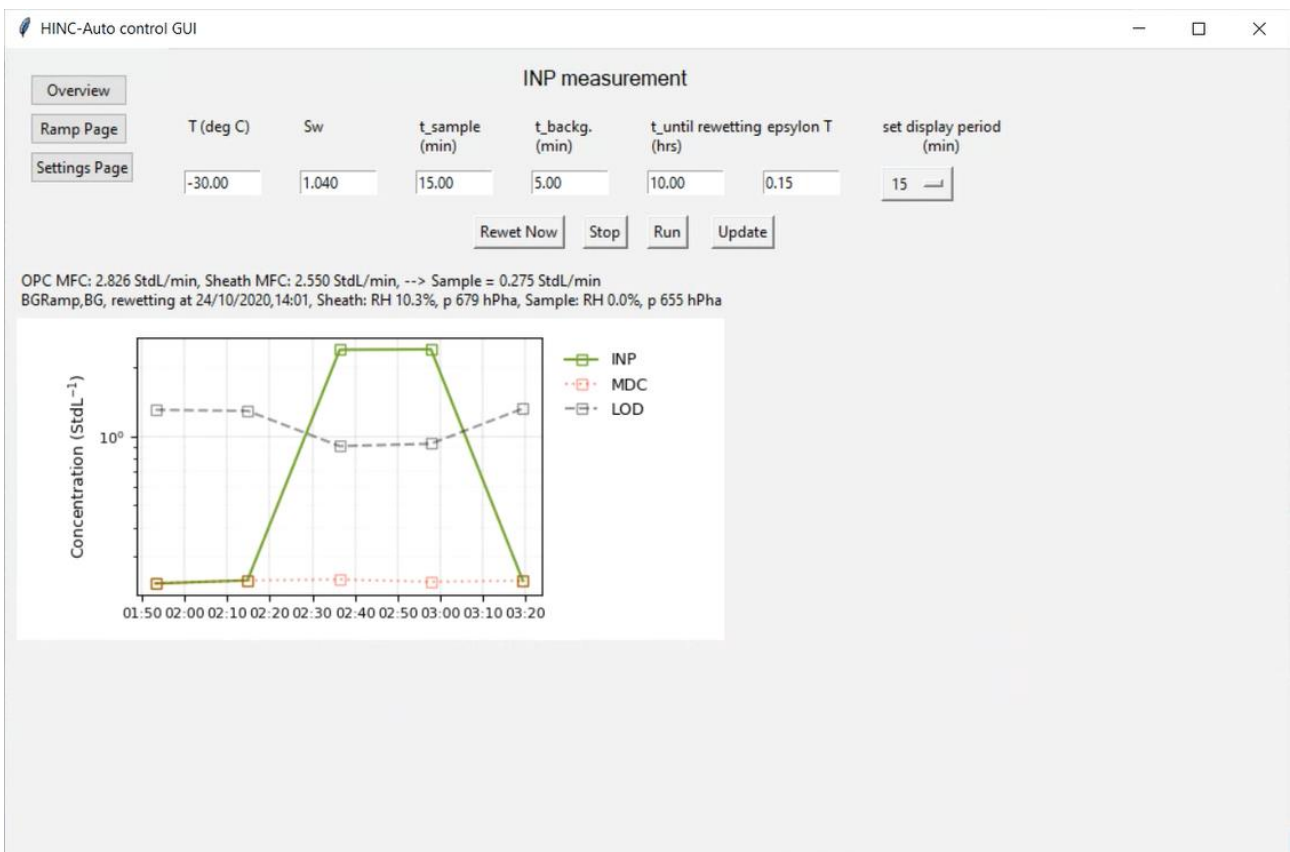 HINC-Auto control GUI
INP measurement
Overview
Ramp Page
Settings Page
T (deg C)
Sw
t_sample
(min)
t_backg.
(min)
t_until rewetting
(hrs)
epsylon T
set display period
(min)
-30.00
1.040
15.00
5.00
10.00
0.15
15
Rewet Now
Stop
Run
Update
OPC MFC: 2.826 StdL/min, Sheath MFC: 2.550 StdL/min, --> Sample = 0.275 StdL/min
BGRamp,BG, rewetting at 24/10/2020,14:01, Sheath: RH 10.3%, p 679 hPha, Sample: RH 0.0%, p 655 hPha
Concentration (StdL⁻¹)
10⁰
01:50 02:00 02:10 02:20 02:30 02:40 02:50 03:00 03:10 03:20
INP
MDC
LOD